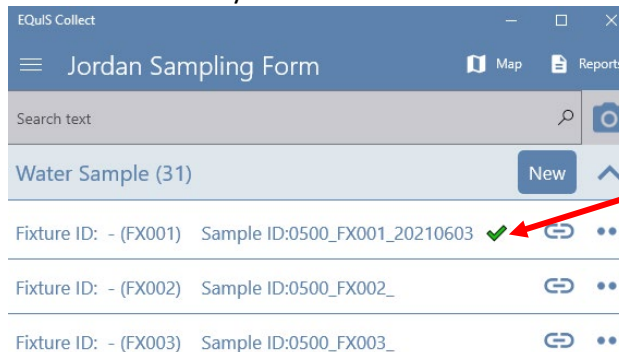 EQuIS Collect
Jordan Sampling Form Map Reports
Search text
Water Sample (31) New
Fixture ID: - (FX001) Sample ID:0500_FX001_20210603
Fixture ID: - (FX002) Sample ID:0500_FX002_
Fixture ID: - (FX003) Sample ID:0500_FX003_